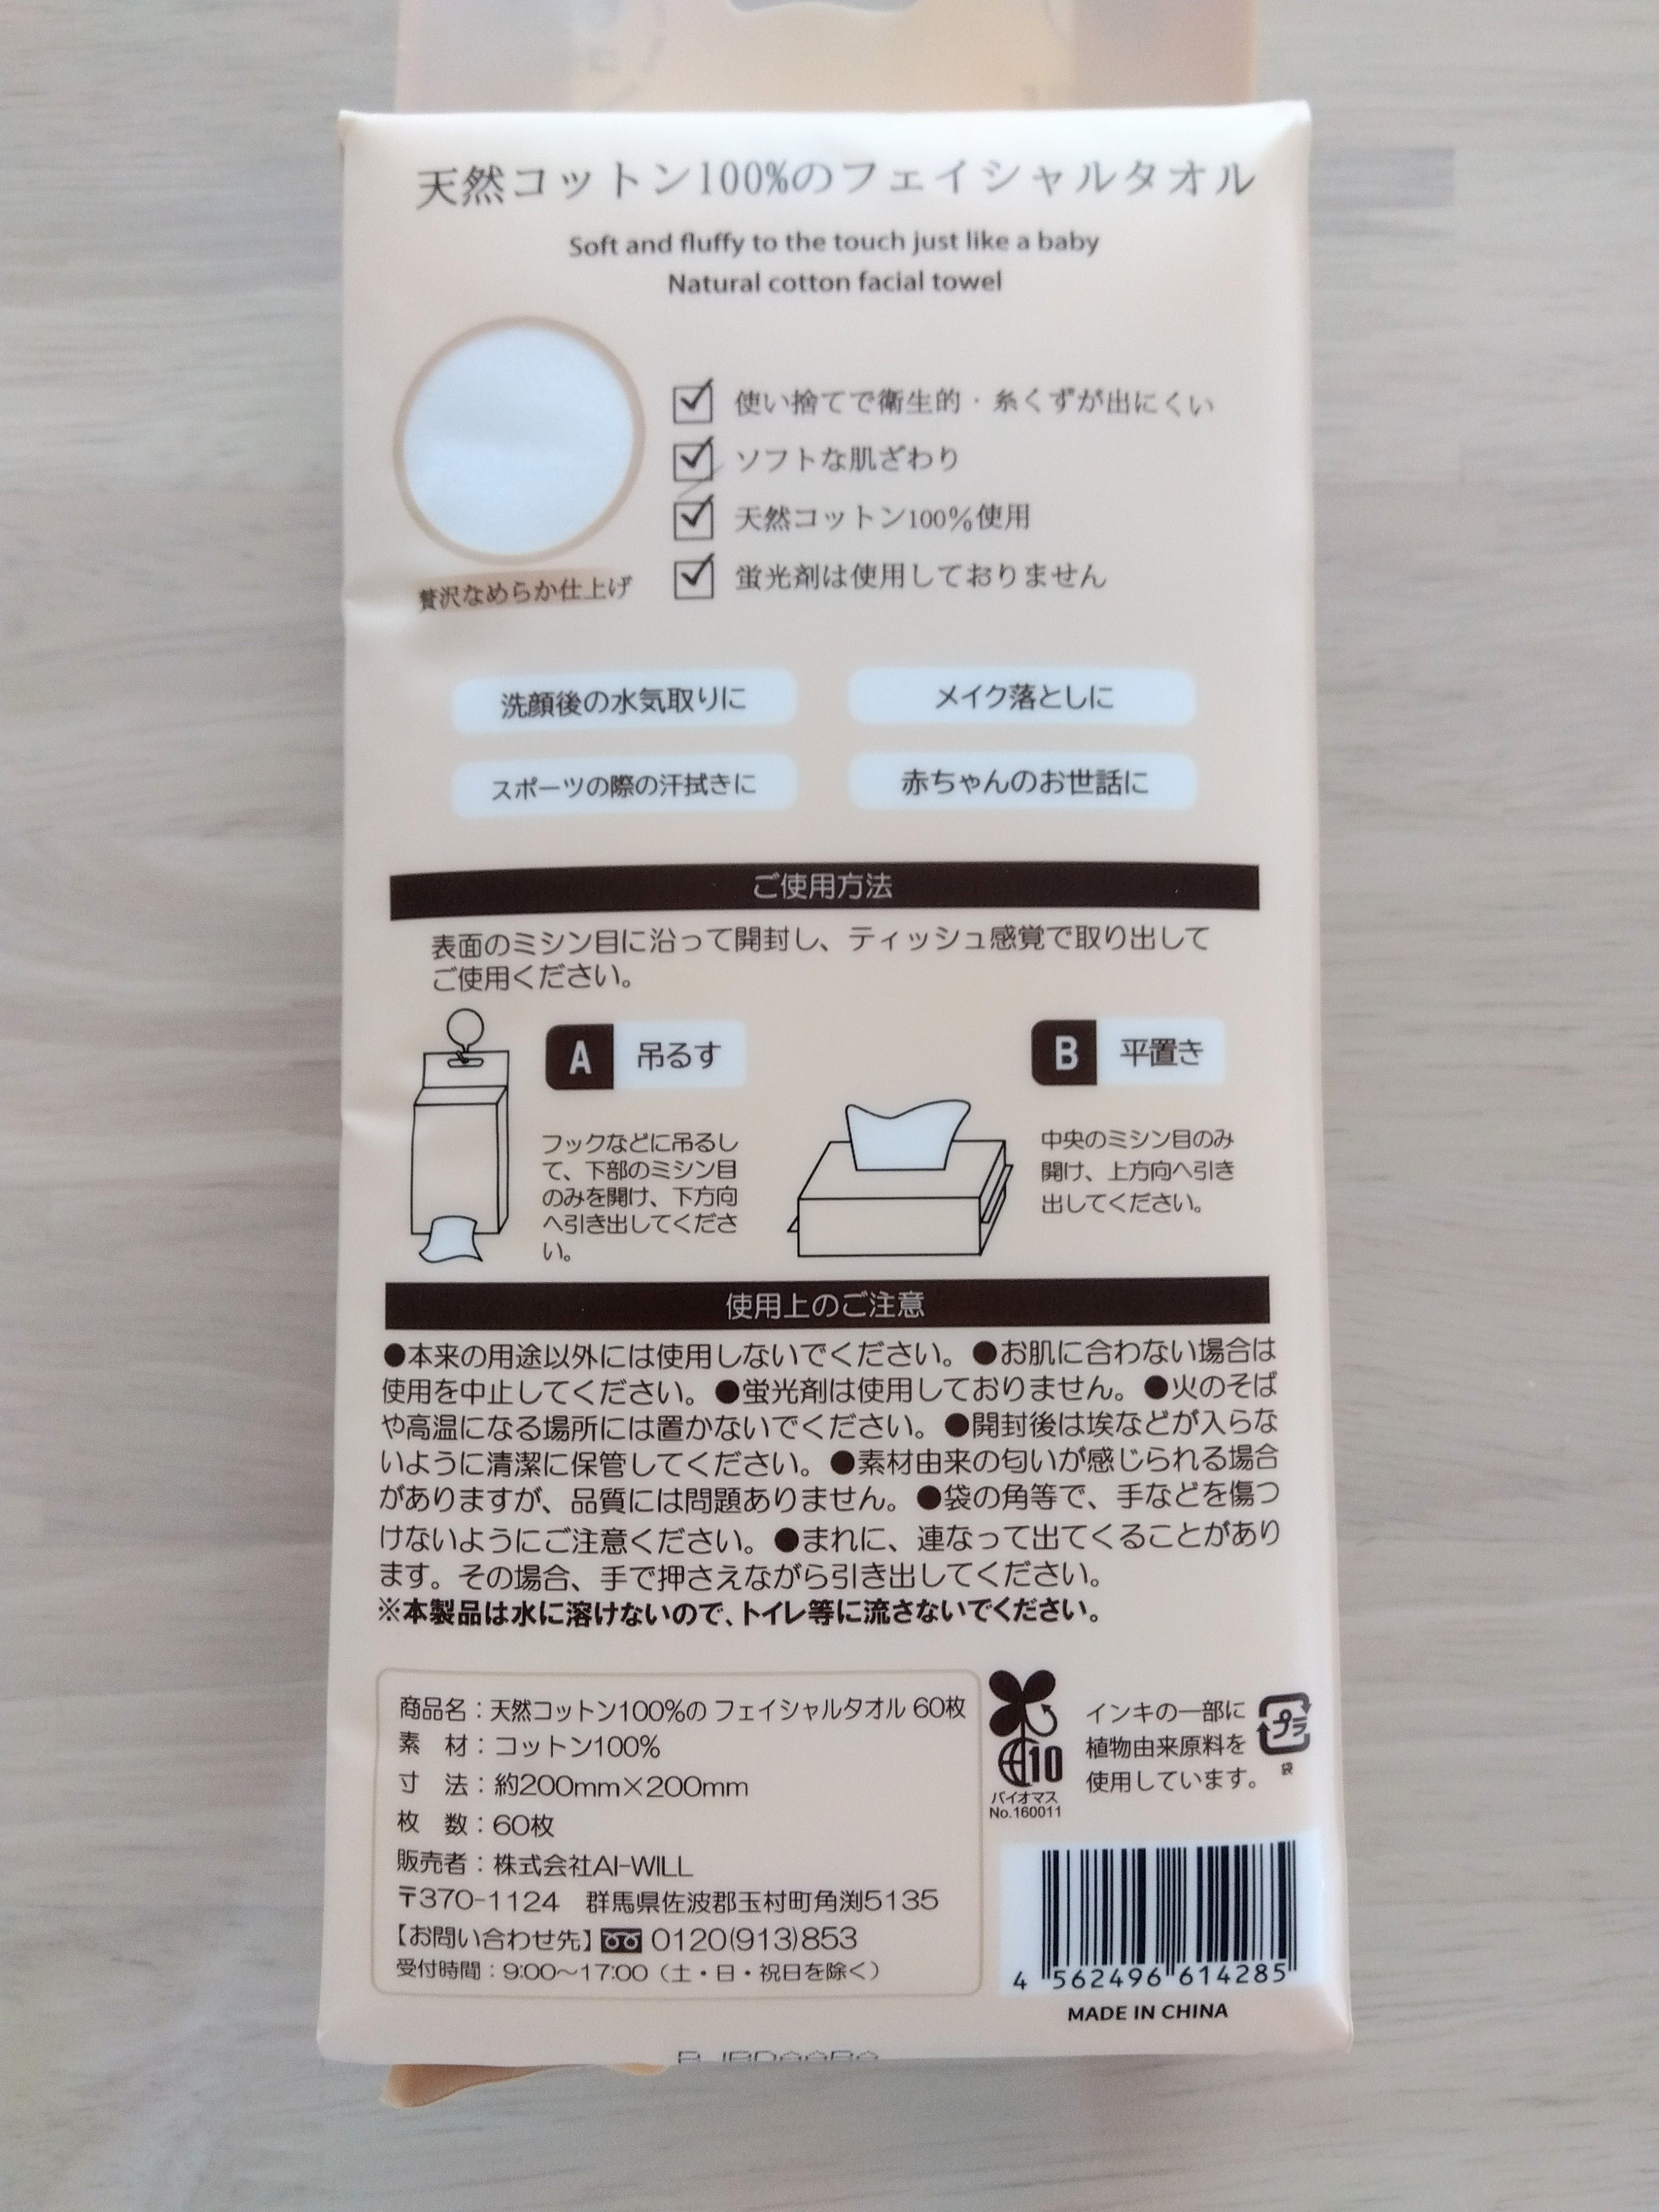 天然コットン100%のフェイシャルタオル
Soft and fluffy to the touch just like a baby
Natural cotton facial towel
使い捨てで衛生的・糸くずが出にくい
ソフトな肌ざわり
天然コットン100%使用
蛍光剤は使用しておりません
贅沢なめらか仕上げ
洗顔後の水気取りに
メイク落としに
スポーツの際の汗拭きに
赤ちゃんのお世話に
ご使用方法
表面のミシン目に沿って開封し、ティッシュ感覚で取り出して
ご使用ください。
A 吊るす
フックなどに吊るし
て、下部のミシン目
のみを開け、下方向
へ引き出してくださ
い。
B 平置き
中央のミシン目のみ
開け、上方向へ引き
出してください。
使用上のご注意
●本来の用途以外には使用しないでください。●お肌に合わない場合は
使用を中止してください。●蛍光剤は使用しておりません。●火のそば
や高温になる場所には置かないでください。●開封後は埃などが入らな
いように清潔に保管してください。●素材由来の匂いが感じられる場合
がありますが、品質には問題ありません。●袋の角等で、手などを傷つ
けないようにご注意ください。●まれに、連なって出てくることがあり
ます。その場合、手で押さえながら引き出してください。
※本製品は水に溶けないので、トイレ等に流さないでください。
商品名：天然コットン100%の フェイシャルタオル 60枚
素　材：コットン100%
寸　法：約200mm×200mm
枚　数：60枚
販売者：株式会社AI-WILL
〒370-1124　群馬県佐波郡玉村町角渕5135
【お問い合わせ先】0120(913)853
受付時間：9:00～17:00（土・日・祝日を除く）
10
バイオマス
No.160011
インキの一部に
植物由来原料を
使用しています。
プラ
袋
4 562496 614285
MADE IN CHINA